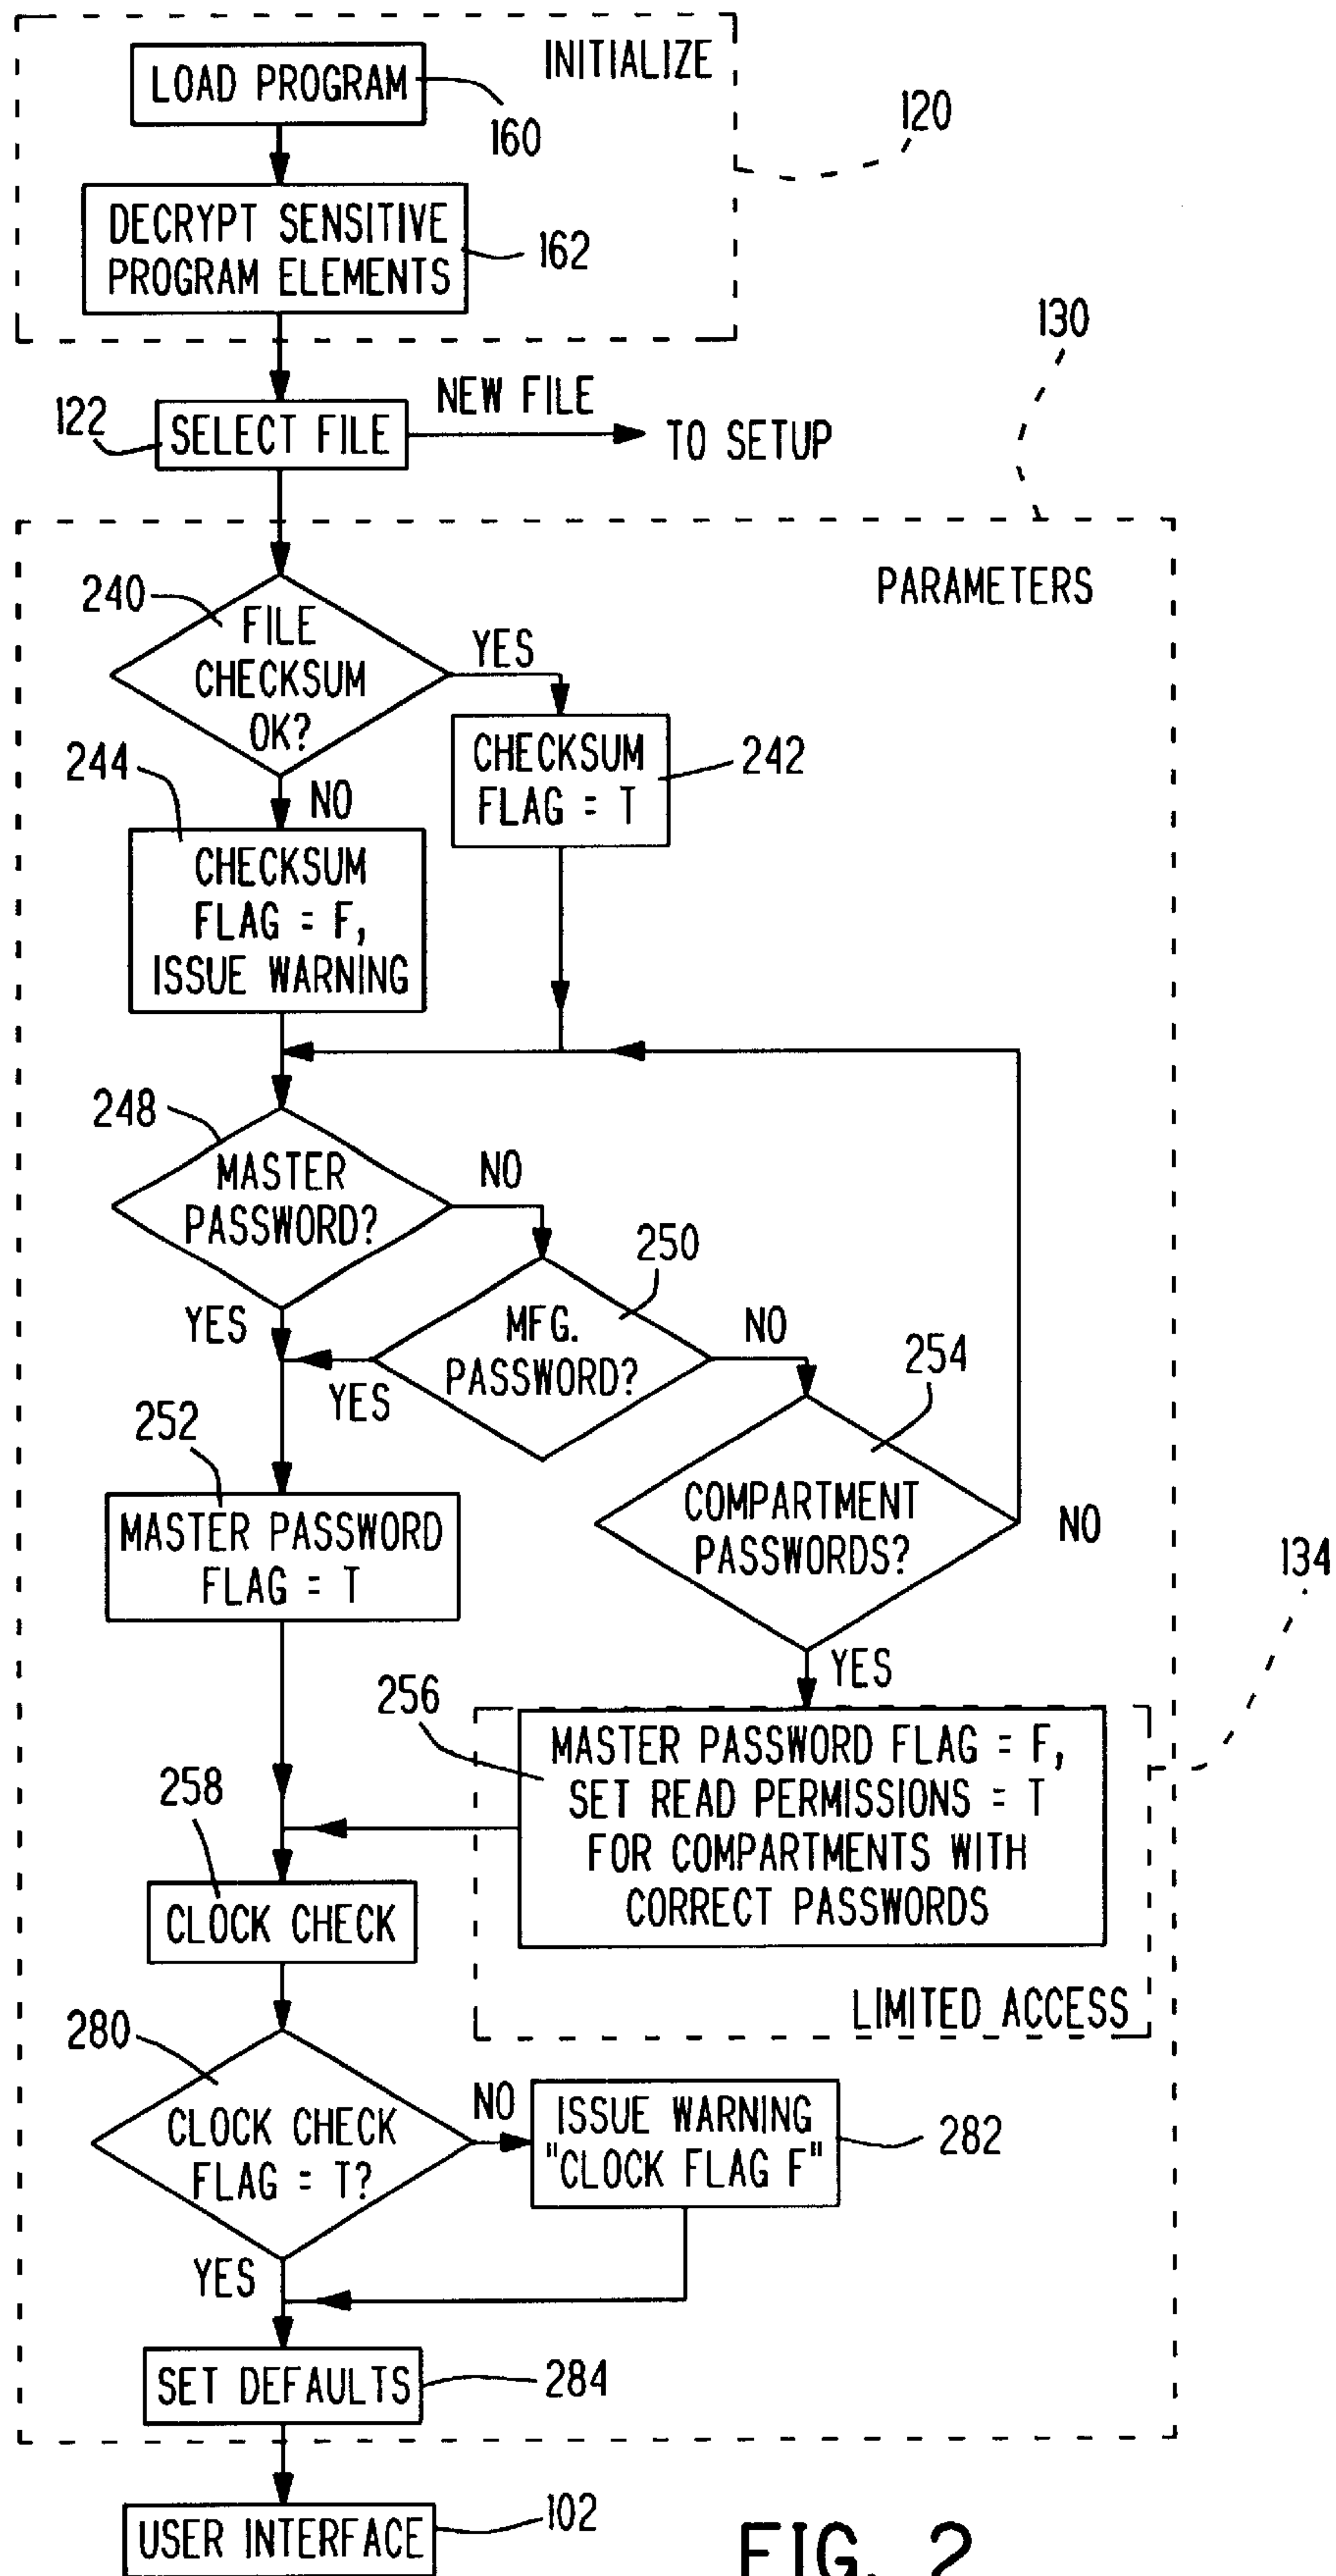 INITIALIZE
LOAD PROGRAM
160
120
DECRYPT SENSITIVE
PROGRAM ELEMENTS
162
130
122
SELECT FILE
NEW FILE
TO SETUP
PARAMETERS
240
FILE
CHECKSUM
OK?
YES
244
NO
CHECKSUM
FLAG = T
242
CHECKSUM
FLAG = F,
ISSUE WARNING
248
MASTER
PASSWORD?
NO
250
YES
MFG.
PASSWORD?
YES
NO
254
252
COMPARTMENT
PASSWORDS?
NO
MASTER PASSWORD
FLAG = T
134
YES
256
MASTER PASSWORD FLAG = F,
SET READ PERMISSIONS = T
FOR COMPARTMENTS WITH
CORRECT PASSWORDS
258
CLOCK CHECK
LIMITED ACCESS
280
CLOCK CHECK
FLAG = T?
NO
ISSUE WARNING
"CLOCK FLAG F"
282
YES
SET DEFAULTS
284
USER INTERFACE
102
FIG. 2